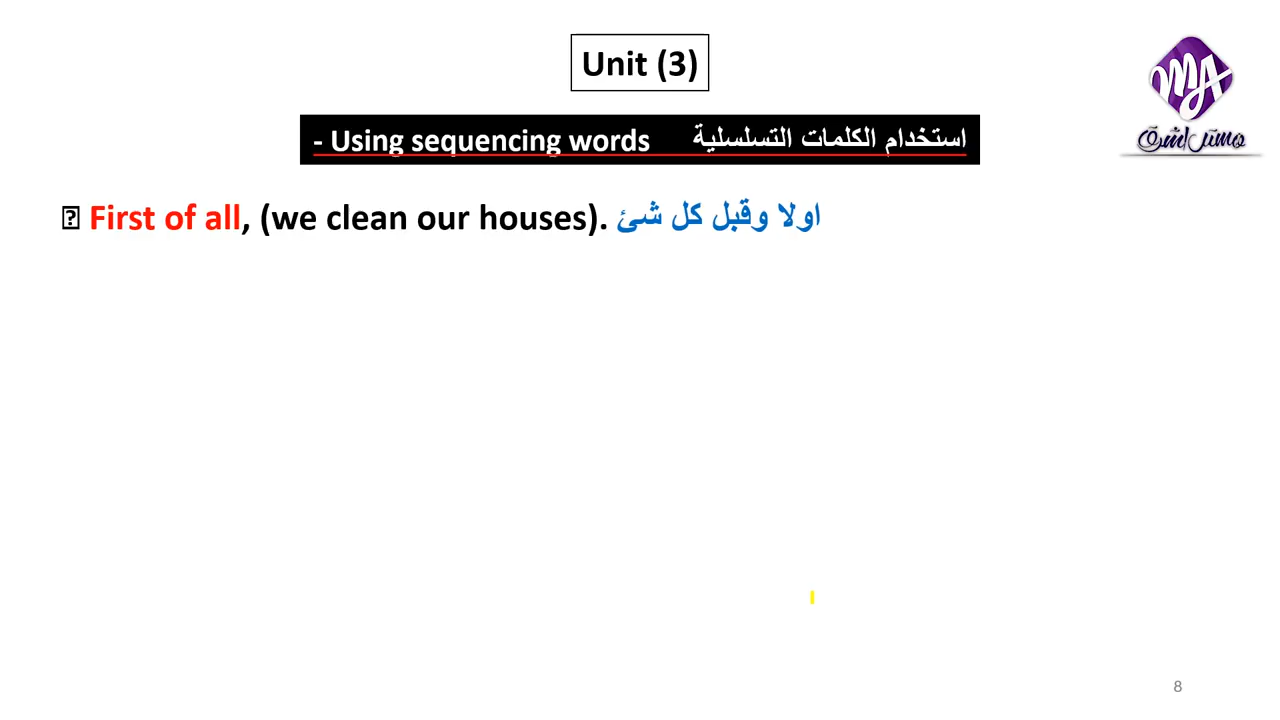 Unit (3)
MA
- Using sequencing words استخدام الكلمات التسلسلية
First of all, (we clean our houses). اولا وقبل كل شئ
8